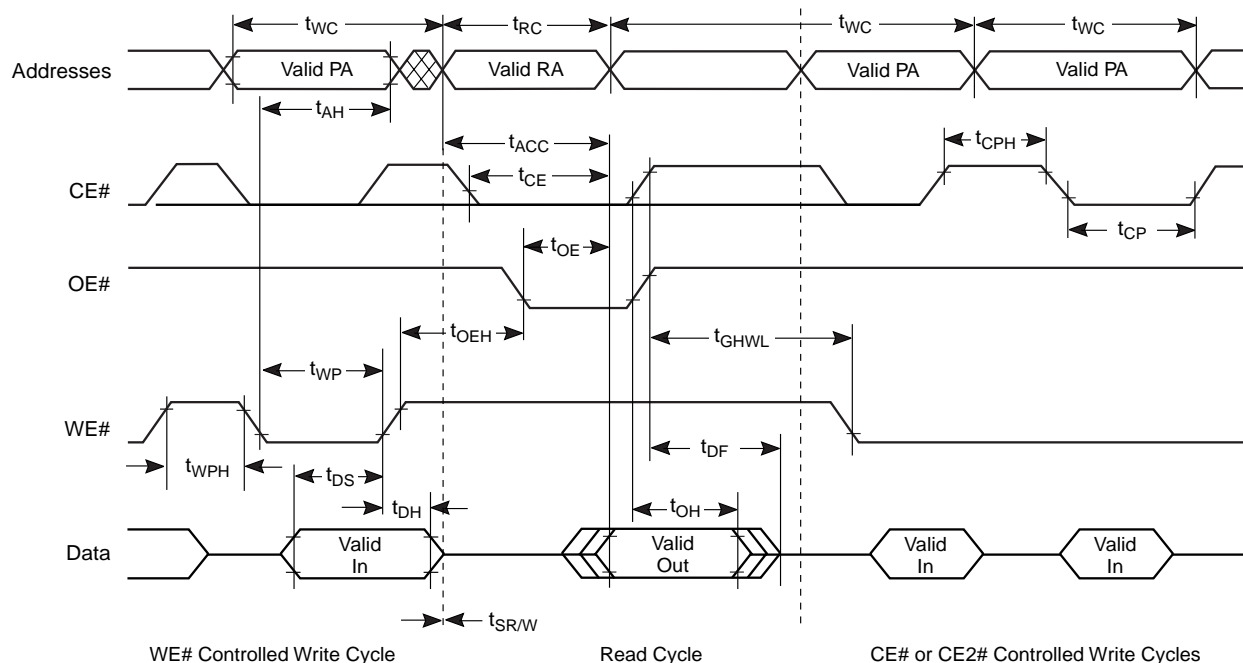 tWC tRC tWC tWC
Addresses Valid PA Valid RA Valid PA Valid PA
tAH
tACC tCPH
tCE
CE#
tCP
tOE
OE#
tOEH tGHWL
tWP
WE#
tWPH tDS tDF
tDH tOH
Data Valid In Valid Out Valid In Valid In
tSR/W
WE# Controlled Write Cycle Read Cycle CE# or CE2# Controlled Write Cycles